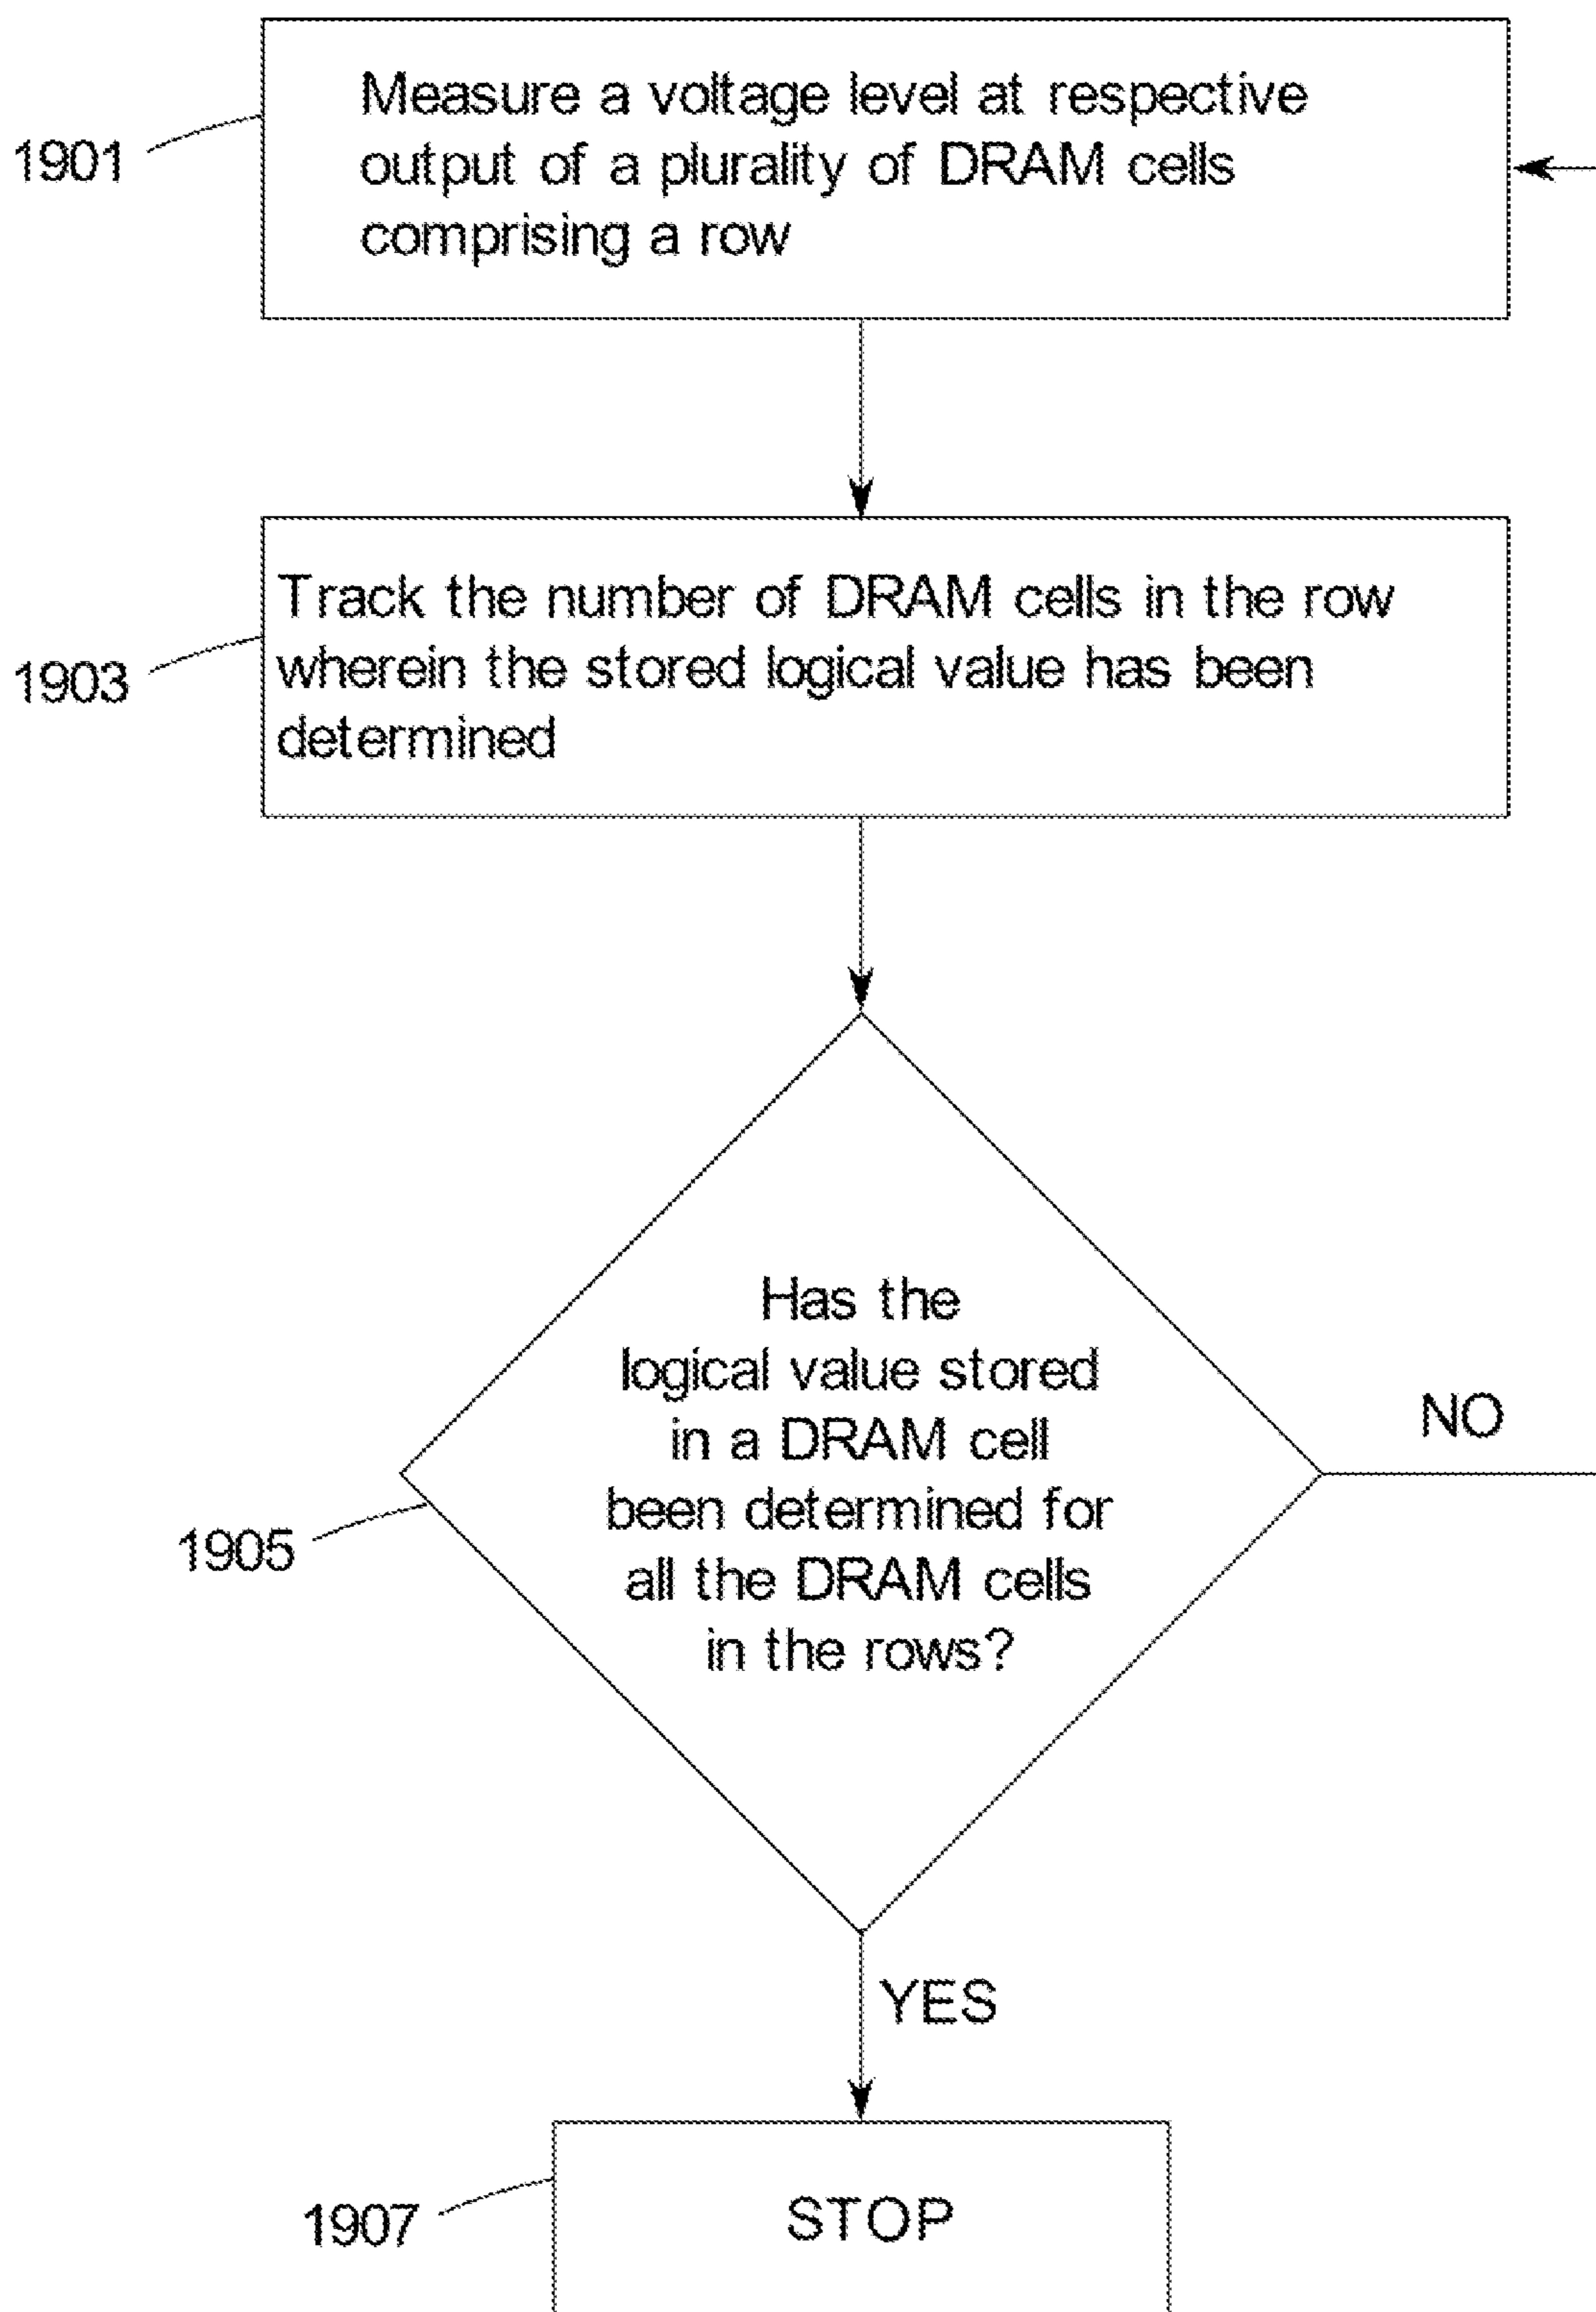 1901
Measure a voltage level at respective
output of a plurality of DRAM cells
comprising a row
1903
Track the number of DRAM cells in the row
wherein the stored logical value has been
determined
1905
Has the
logical value stored
in a DRAM cell
been determined for
all the DRAM cells
in the rows?
NO
YES
1907
STOP